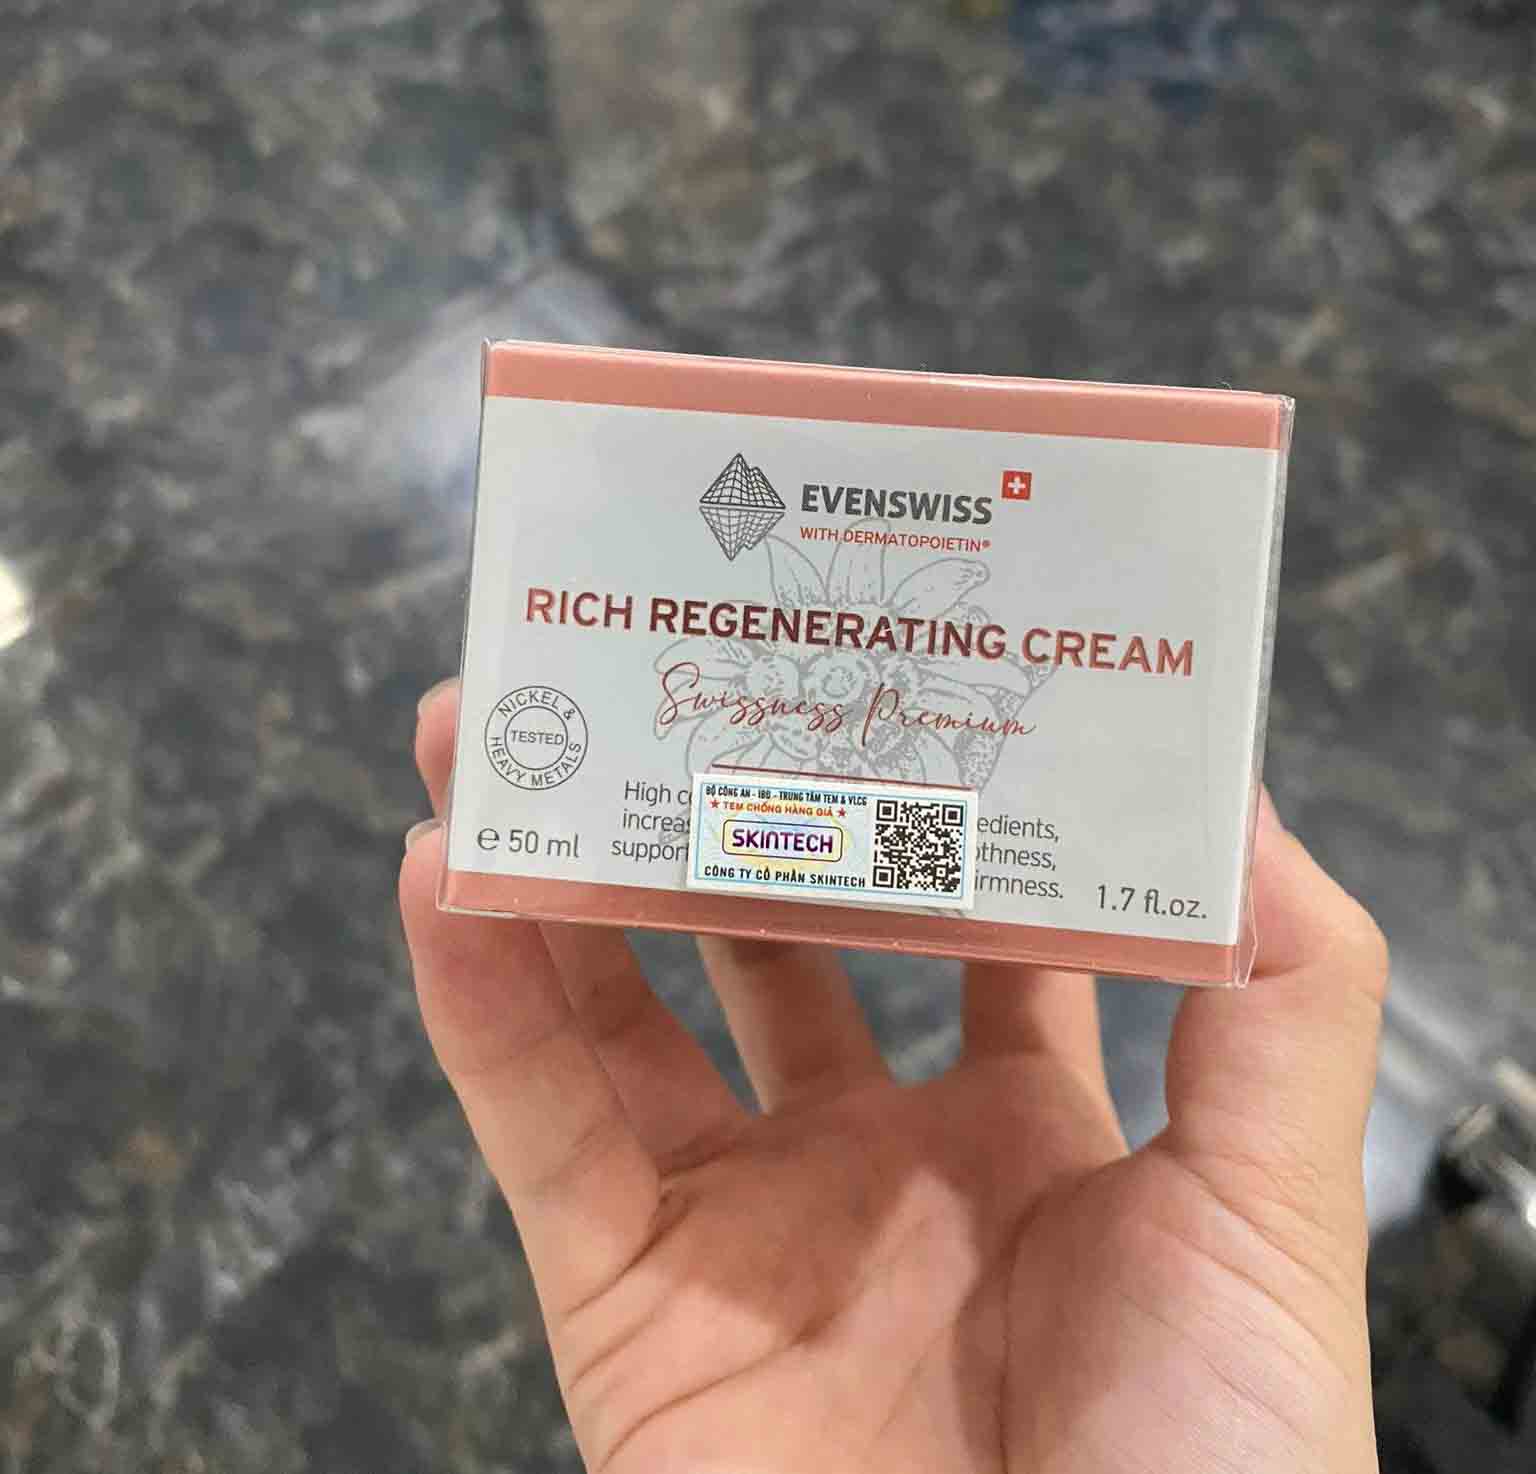 EVENSWISS
WITH DERMATOPOIETIN®
RICH REGENERATING CREAM
Swissness Premium
NICKEL &
TESTED
HEAVY METALS
High
increas
support
edients,
thness,
irmness.
BỘ CÔNG AN - IBO - TRUNG TÂM TEM & VLCG
★ TEM CHỐNG HÀNG GIẢ ★
SKINTECH
CÔNG TY CỔ PHẦN SKINTECH
℮ 50 ml
1.7 fl.oz.